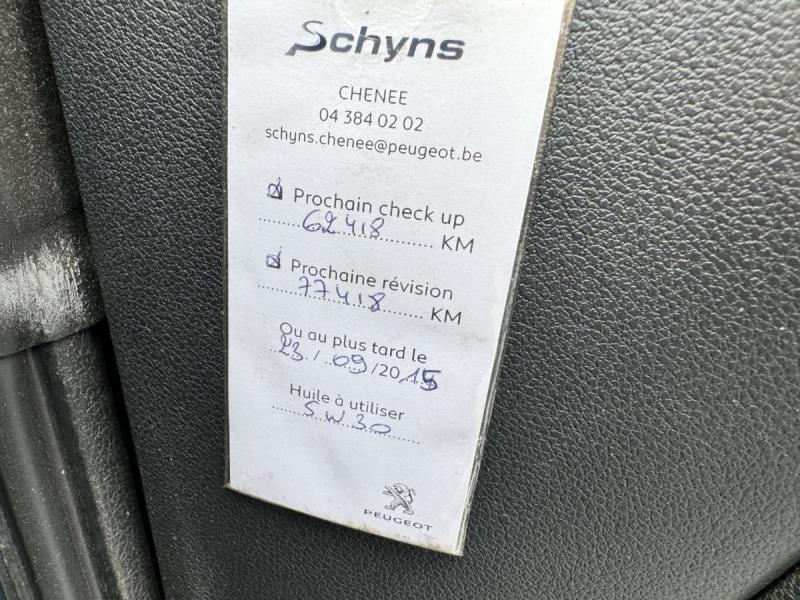 Schyns
CHENEE
04 384 02 02
schyns.chenee@peugeot.be
Prochain check up
62418 KM
Prochaine révision
77418 KM
Ou au plus tard le
23/09/2015
Huile à utiliser
5W30
PEUGEOT